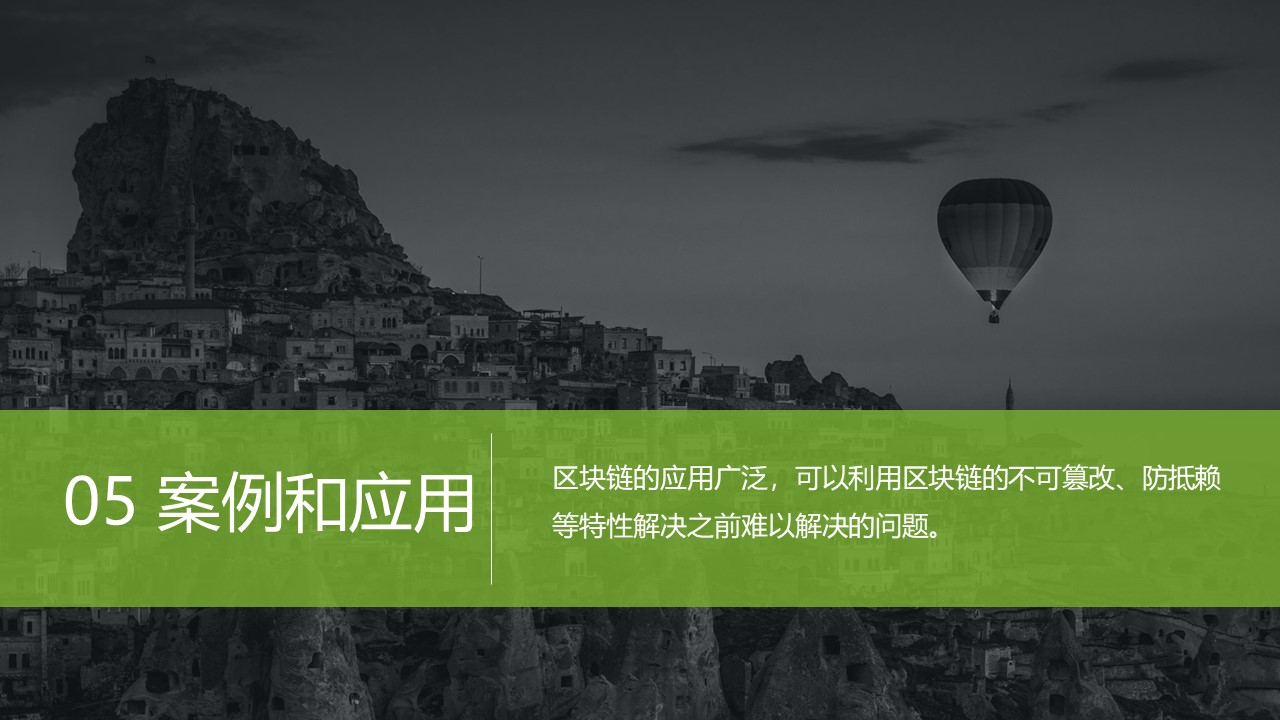 05 案例和应用
区块链的应用广泛，可以利用区块链的不可篡改、防抵赖
等特性解决之前难以解决的问题。